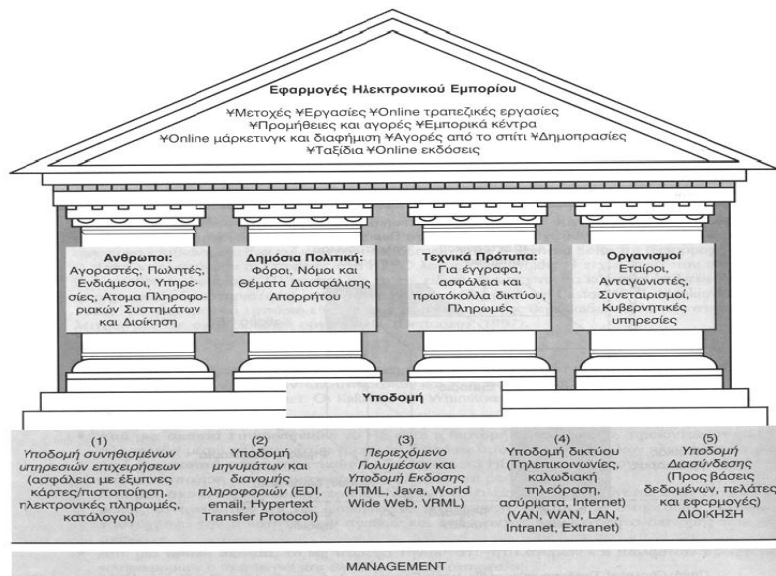 Εφαρμογές Ηλεκτρονικού Εμπορίου
¥Μετοχές ¥Εργασίες ¥Online τραπεζικές εργασίες
¥Προμήθειες και αγορές ¥Εμπορικά κέντρα
¥Online μάρκετινγκ και διαφήμιση ¥Αγορές από το σπίτι ¥Δημοπρασίες
¥Ταξίδια ¥Online εκδόσεις
Ανθρωποι:
Αγοραστές, Πωλητές,
Ενδιάμεσοι, Υπηρε-
σίες, Ατομα Πληροφο-
ριακών Συστημάτων
και Διοίκηση
Δημόσια Πολιτική:
Φόροι, Νόμοι και
Θέματα Διασφάλισης
Απορρήτου
Τεχνικά Πρότυπα:
Για έγγραφα,
ασφάλεια και
πρωτόκολλα δικτύου,
Πληρωμές
Οργανισμοί
Εταίροι,
Ανταγωνιστές,
Συνεταιρισμοί,
Κυβερνητικές
υπηρεσίες
Υποδομή
(1)
Υποδομή συνηθισμένων
υπηρεσιών επιχειρήσεων
(ασφάλεια με έξυπνες
κάρτες/πιστοποίηση,
ηλεκτρονικές πληρωμές,
κατάλογοι)
(2)
Υποδομή
μηνυμάτων και
διανομής
πληροφοριών (EDI,
email, Hypertext
Transfer Protocol)
(3)
Περιεχόμενο
Πολυμέσων και
Υποδομή Εκδοσης
(HTML, Java, World
Wide Web, VRML)
(4)
Υποδομή δικτύου
(Τηλεπικοινωνίες,
καλωδιακή
τηλεόραση,
ασύρματα, Internet)
(VAN, WAN, LAN,
Intranet, Extranet)
(5)
Υποδομή
Διασύνδεσης
(Προς βάσεις
δεδομένων, πελάτες
και εφαρμογές)
ΔΙΟΙΚΗΣΗ
MANAGEMENT